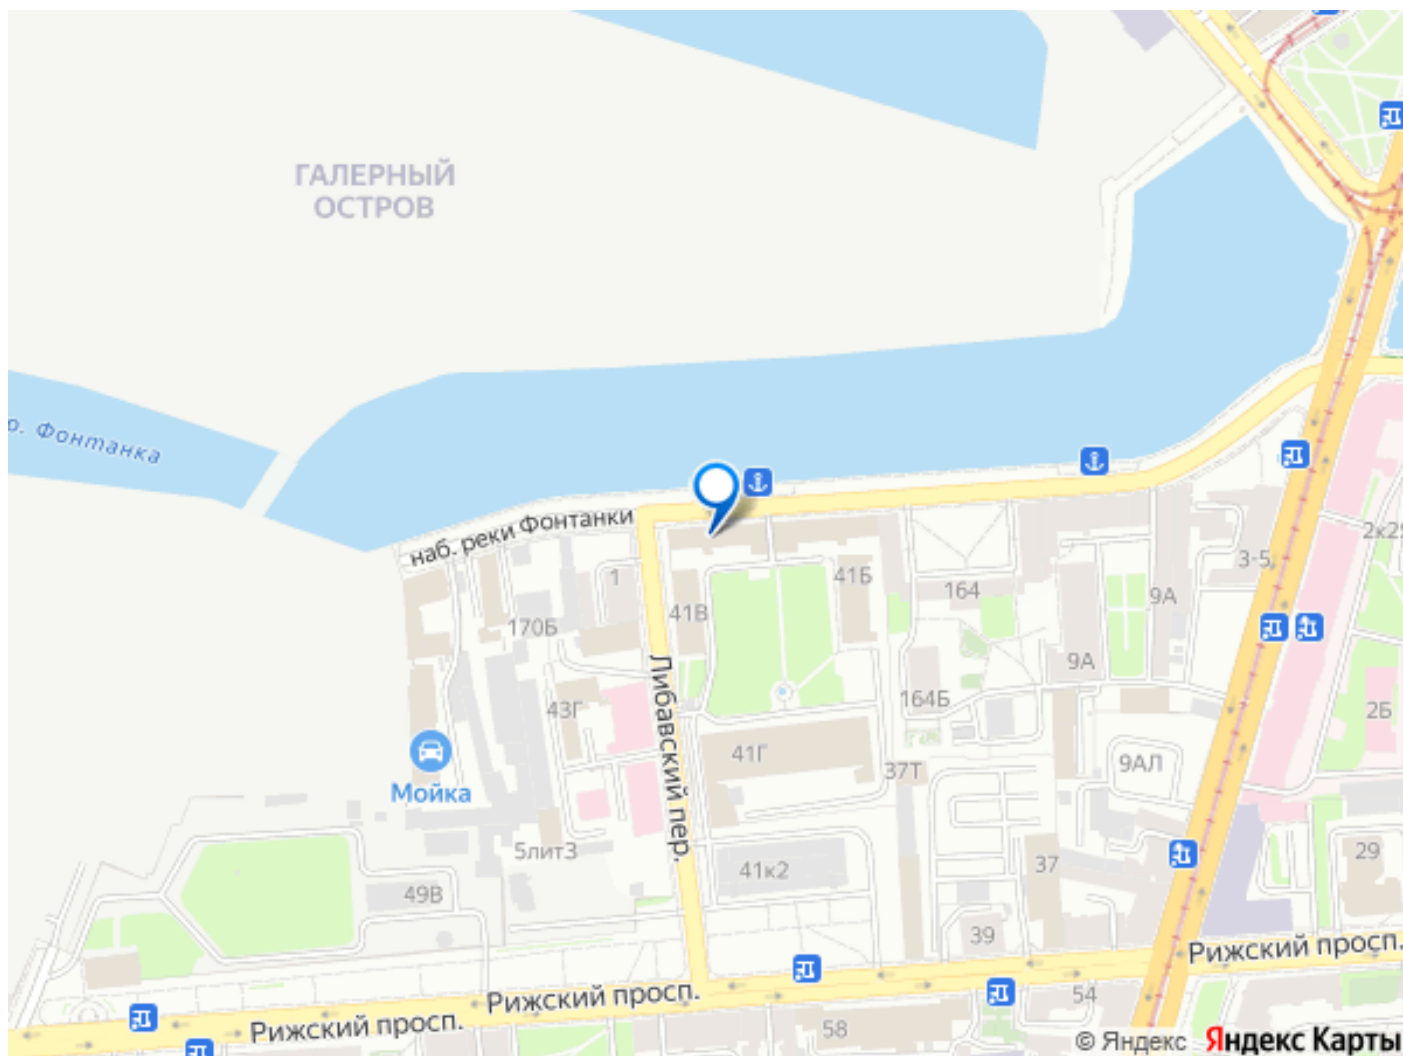 ГАЛЕРНЫЙ
ОСТРОВ
р. Фонтанка
наб. реки Фонтанки
3-5
1
41Б
164
9А
41В
170Б
9А
Либавский пер.
164Б
43Г
2Б
41Г
37Т
9АЛ
Мойка
5литЗ
41к2
37
29
49В
39
Рижский просп.
Рижский просп.
54
Рижский просп.
58
© Яндекс Яндекс Карты